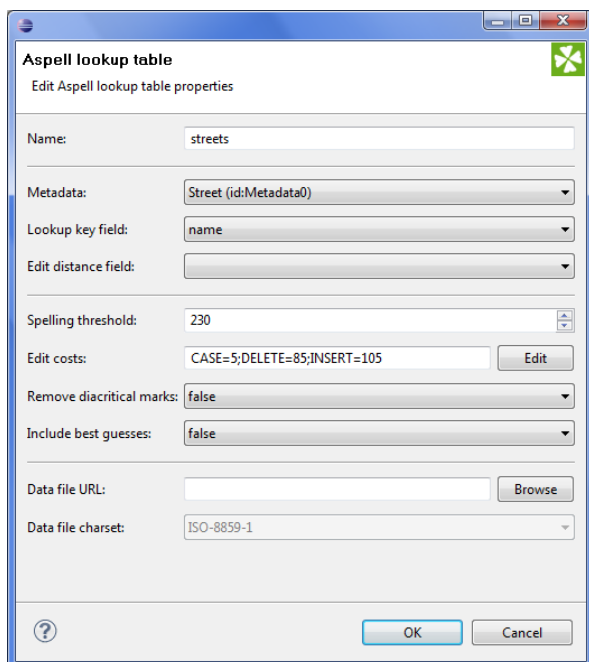 Aspell lookup table
Edit Aspell lookup table properties
Name: streets
Metadata: Street (id:Metadata0)
Lookup key field: name
Edit distance field:
Spelling threshold: 230
Edit costs: CASE=5;DELETE=85;INSERT=105 Edit
Remove diacritical marks: false
Include best guesses: false
Data file URL: Browse
Data file charset: ISO-8859-1
? OK Cancel